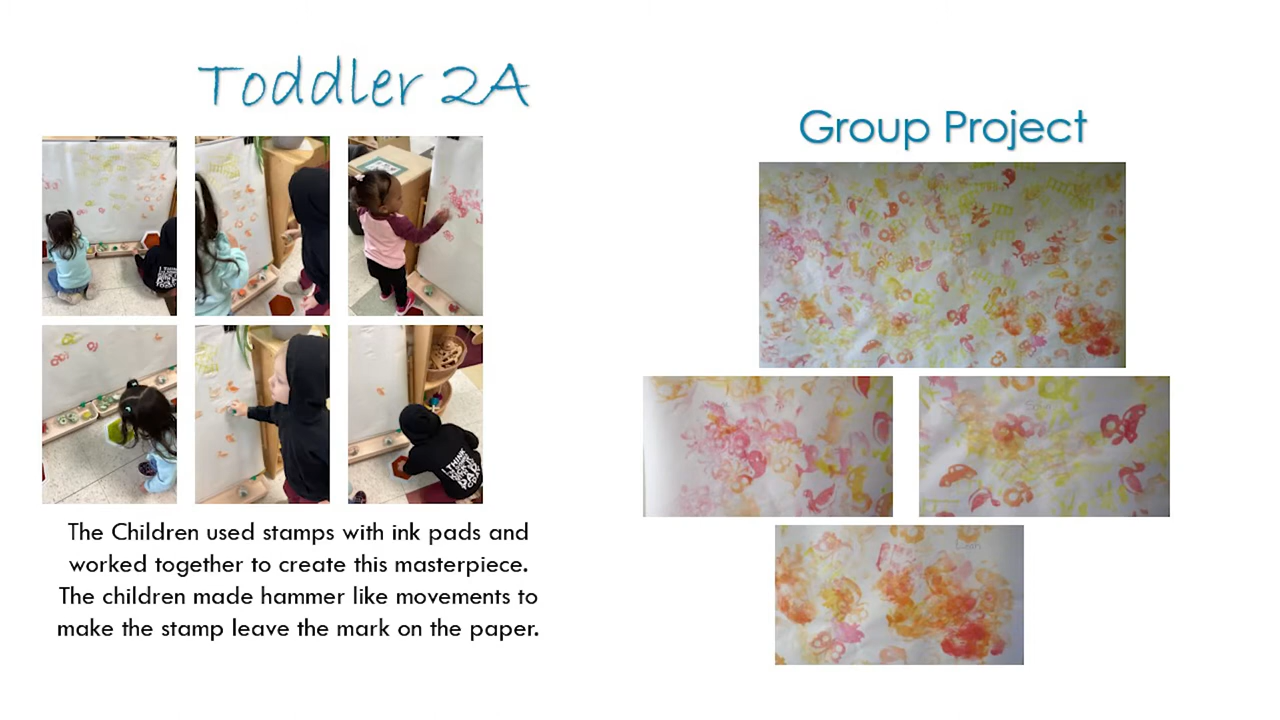 Toddler 2A
Group Project
The Children used stamps with ink pads and
worked together to create this masterpiece.
The children made hammer like movements to
make the stamp leave the mark on the paper.